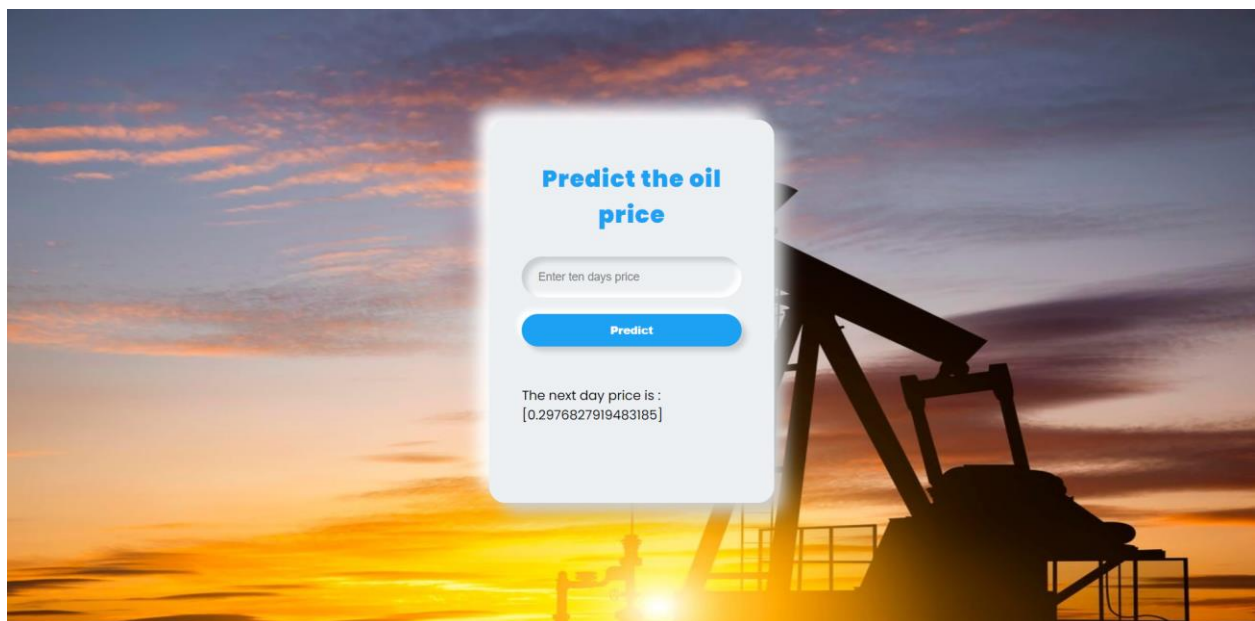 Predict the oil
price
Enter ten days price
Predict
The next day price is :
[0.2976827919483185]